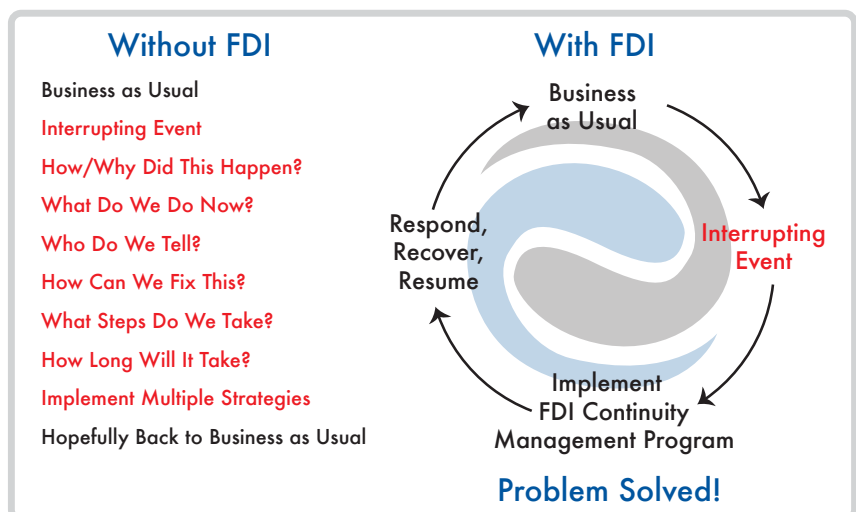 Without FDI
Business as Usual
Interrupting Event
How/Why Did This Happen?
What Do We Do Now?
Who Do We Tell?
How Can We Fix This?
What Steps Do We Take?
How Long Will It Take?
Implement Multiple Strategies
Hopefully Back to Business as Usual
With FDI
Business
as Usual
Interrupting
Event
Implement
FDI Continuity
Management Program
Respond,
Recover,
Resume
Problem Solved!